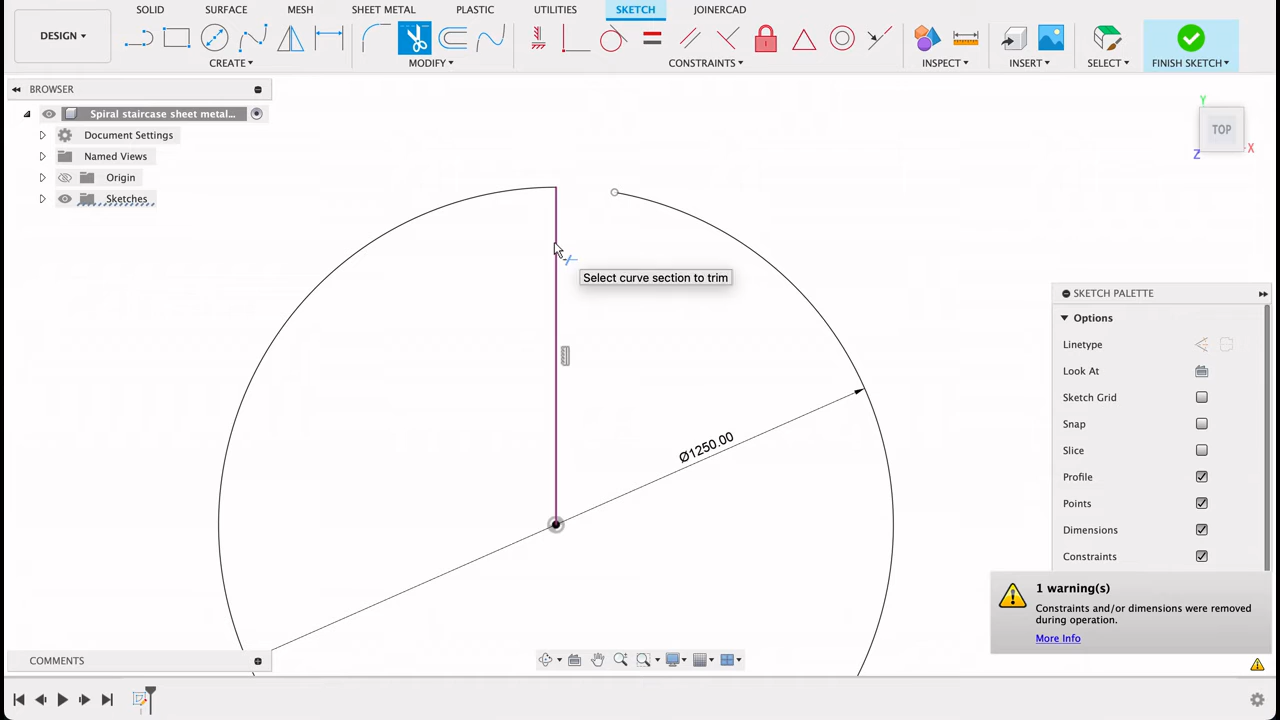 SOLID SURFACE MESH SHEET METAL PLASTIC UTILITIES SKETCH JOINERCAD
DESIGN
CREATE MODIFY CONSTRAINTS INSPECT INSERT SELECT FINISH SKETCH
BROWSER
Spiral staircase sheet metal...
Document Settings
Named Views
Origin
Sketches
Y
TOP
X
Z
Select curve section to trim
Ø1250.00
SKETCH PALETTE
Options
Linetype
Look At
Sketch Grid
Snap
Slice
Profile
Points
Dimensions
Constraints
1 warning(s)
Constraints and/or dimensions were removed
during operation.
More Info
COMMENTS